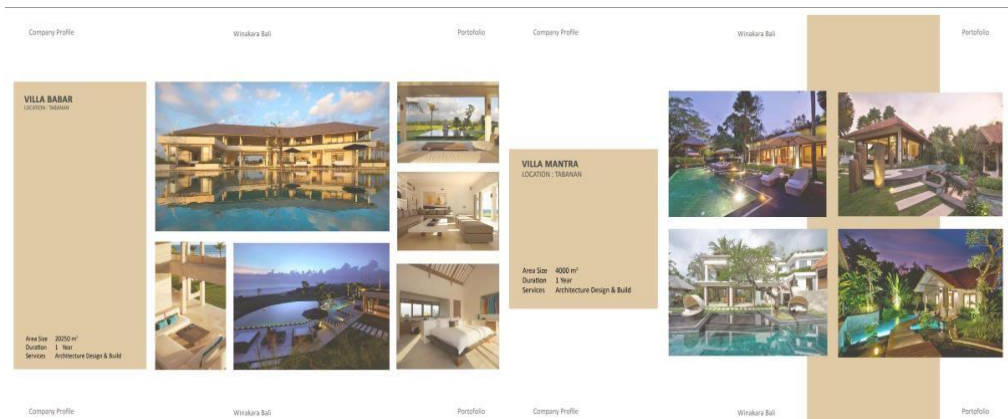 Company Profile
Winakara Bali
Portofolio
VILLA BABAR
LOCATION : TABANAN
Area Size 20250 m²
Duration 1 Year
Services Architecture Design & Build
Company Profile
Winakara Bali
Portofolio
Company Profile
Winakara Bali
Portofolio
VILLA MANTRA
LOCATION : TABANAN
Area Size 4000 m²
Duration 1 Year
Services Architecture Design & Build
Company Profile
Winakara Bali
Portofolio